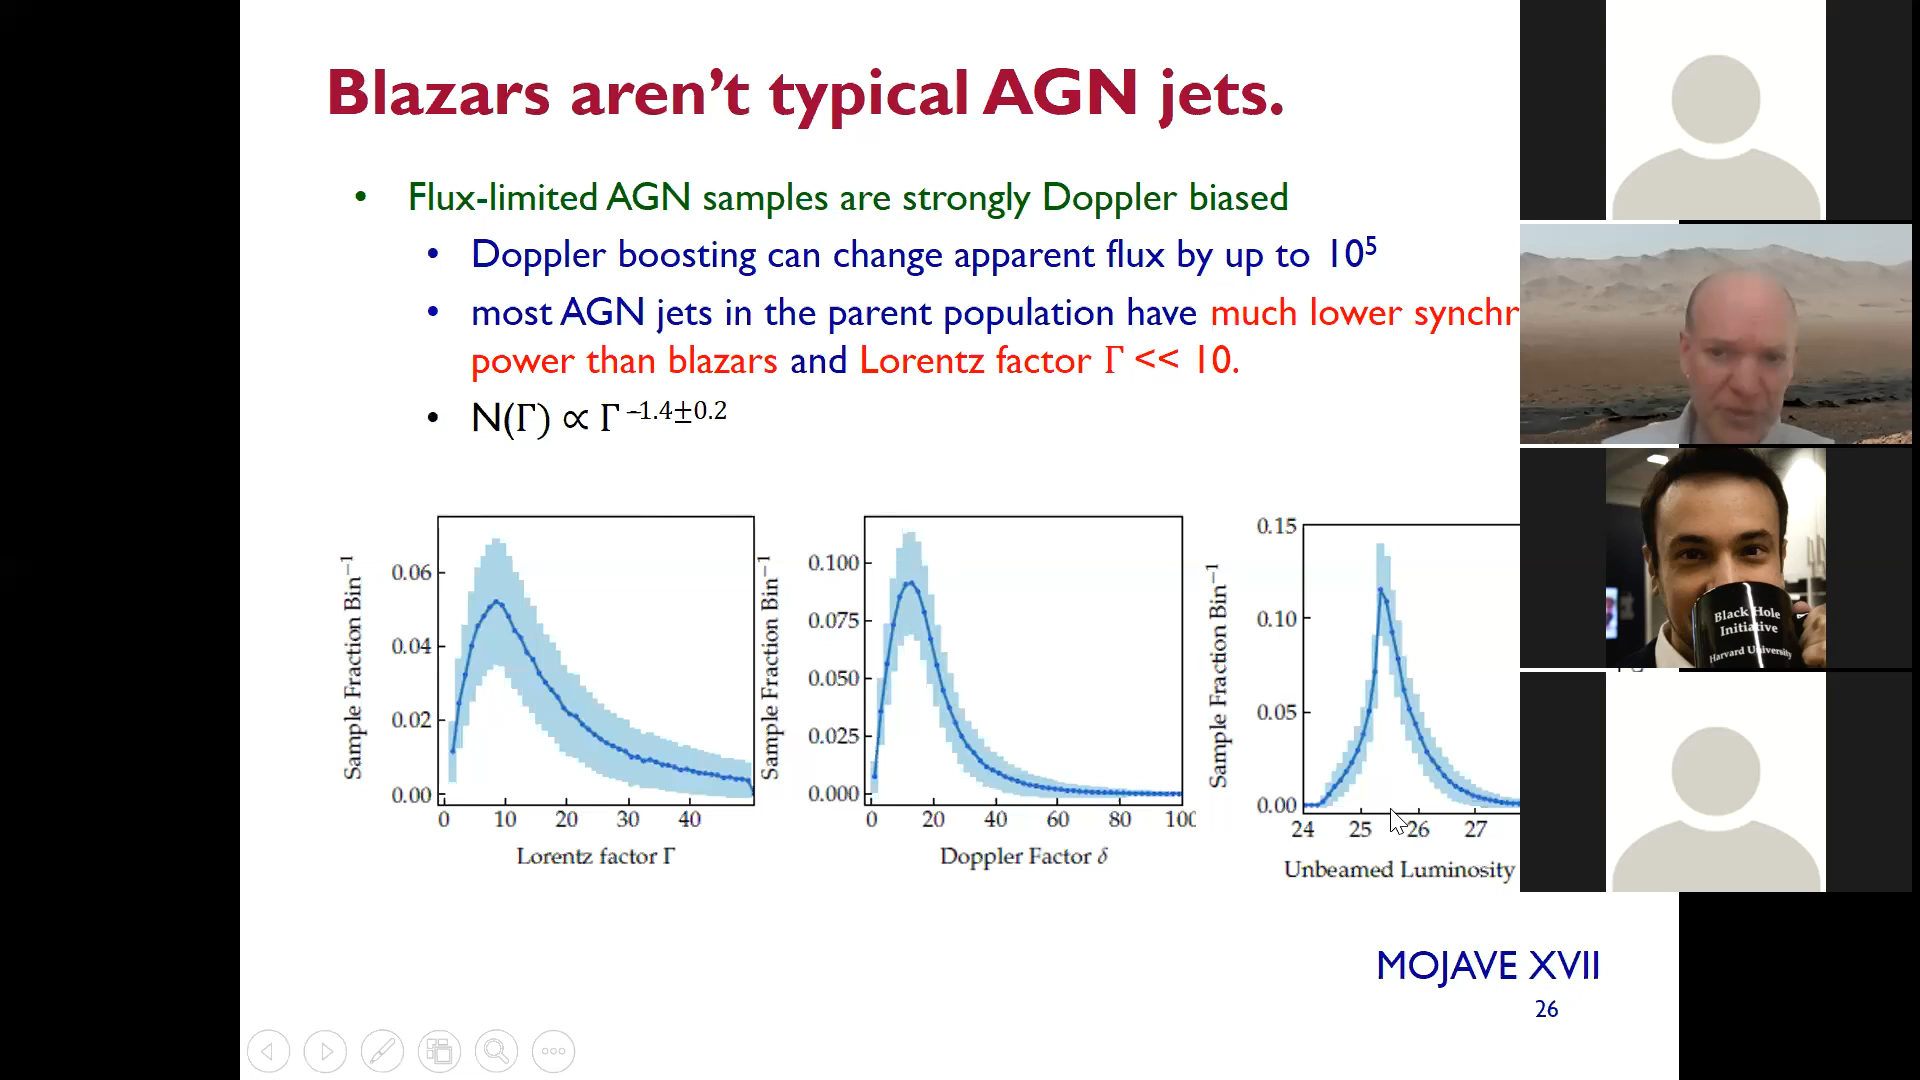 Blazars aren't typical AGN jets.
• Flux-limited AGN samples are strongly Doppler biased
• Doppler boosting can change apparent flux by up to 10⁵
• most AGN jets in the parent population have much lower synchr
power than blazars and Lorentz factor Γ << 10.
• N(Γ) ∝ Γ⁻¹·⁴±⁰·²
Sample Fraction Bin⁻¹
0.06
0.04
0.02
0.00
0 10 20 30 40
Lorentz factor Γ
Sample Fraction Bin⁻¹
0.100
0.075
0.050
0.025
0.000
0 20 40 60 80 100
Doppler Factor δ
Sample Fraction Bin⁻¹
0.15
0.10
0.05
0.00
24 25 26 27
Unbeamed Luminosity
Black Hole
Initiative
Harvard University
MOJAVE XVII
26